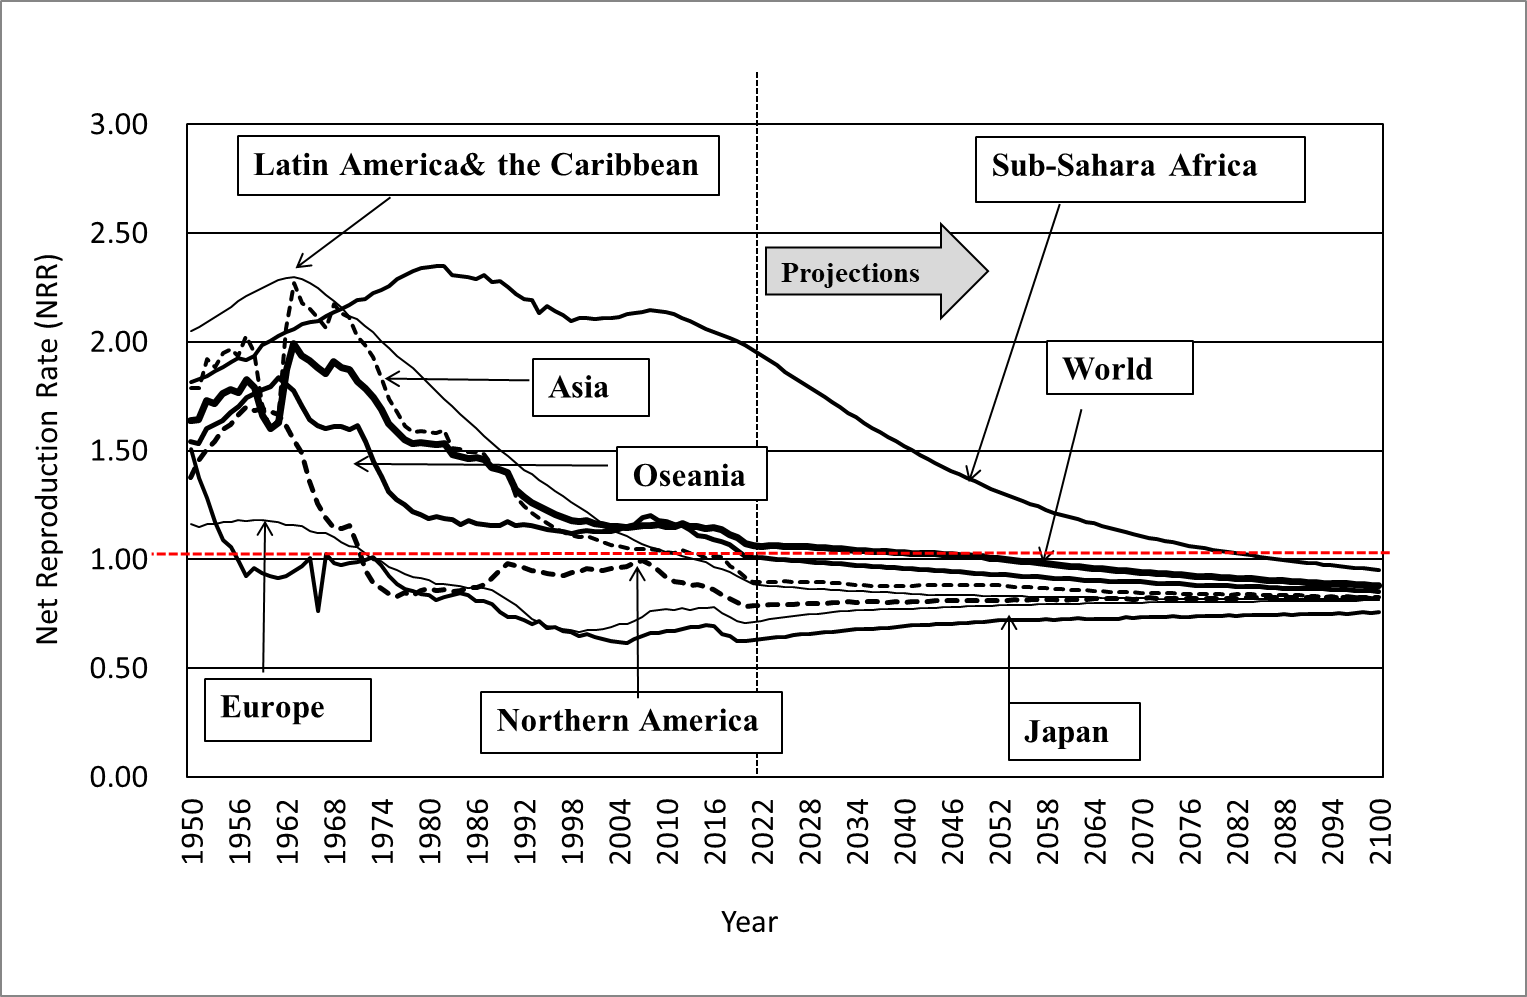 3.00
2.50
2.00
1.50
1.00
0.50
0.00
Net Reproduction Rate (NRR)
Latin America& the Caribbean
Sub-Sahara Africa
Projections
World
Asia
Oseania
Europe
Northern America
Japan
1950 1956 1962 1968 1974 1980 1986 1992 1998 2004 2010 2016 2022 2028 2034 2040 2046 2052 2058 2064 2070 2076 2082 2088 2094 2100
Year